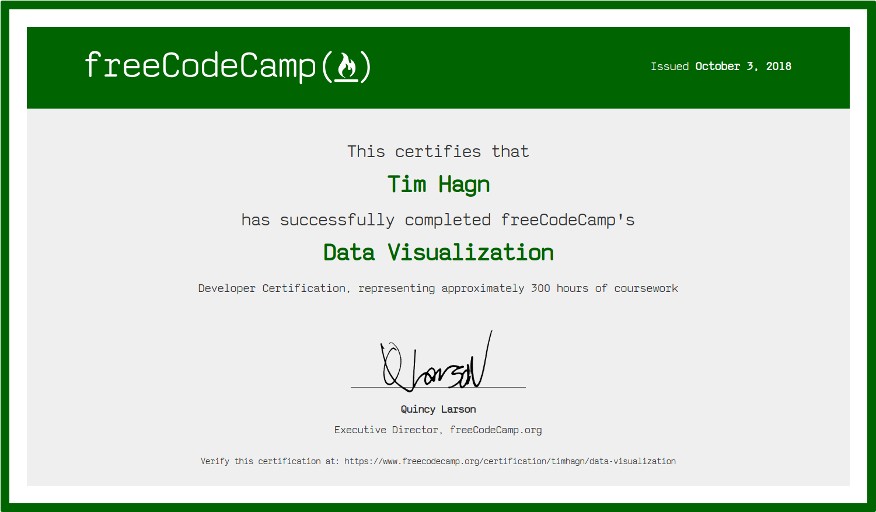 freeCodeCamp(🔥)
Issued October 3, 2018
This certifies that
Tim Hagn
has successfully completed freeCodeCamp's
Data Visualization
Developer Certification, representing approximately 300 hours of coursework
Q Larson
Quincy Larson
Executive Director, freeCodeCamp.org
Verify this certification at: https://www.freecodecamp.org/certification/timhagn/data-visualization